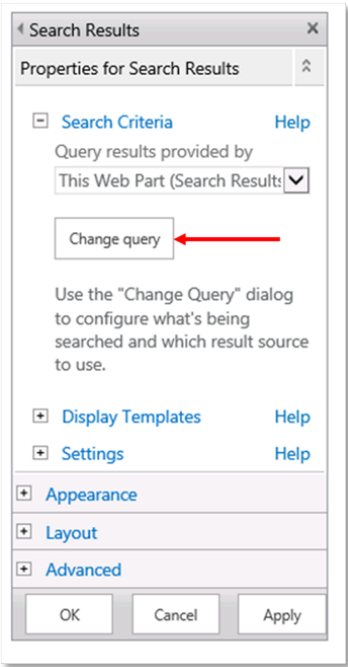 Search Results
Properties for Search Results
Search Criteria Help
Query results provided by
This Web Part (Search Results
Change query
Use the "Change Query" dialog
to configure what's being
searched and which result source
to use.
Display Templates Help
Settings Help
Appearance
Layout
Advanced
OK Cancel Apply